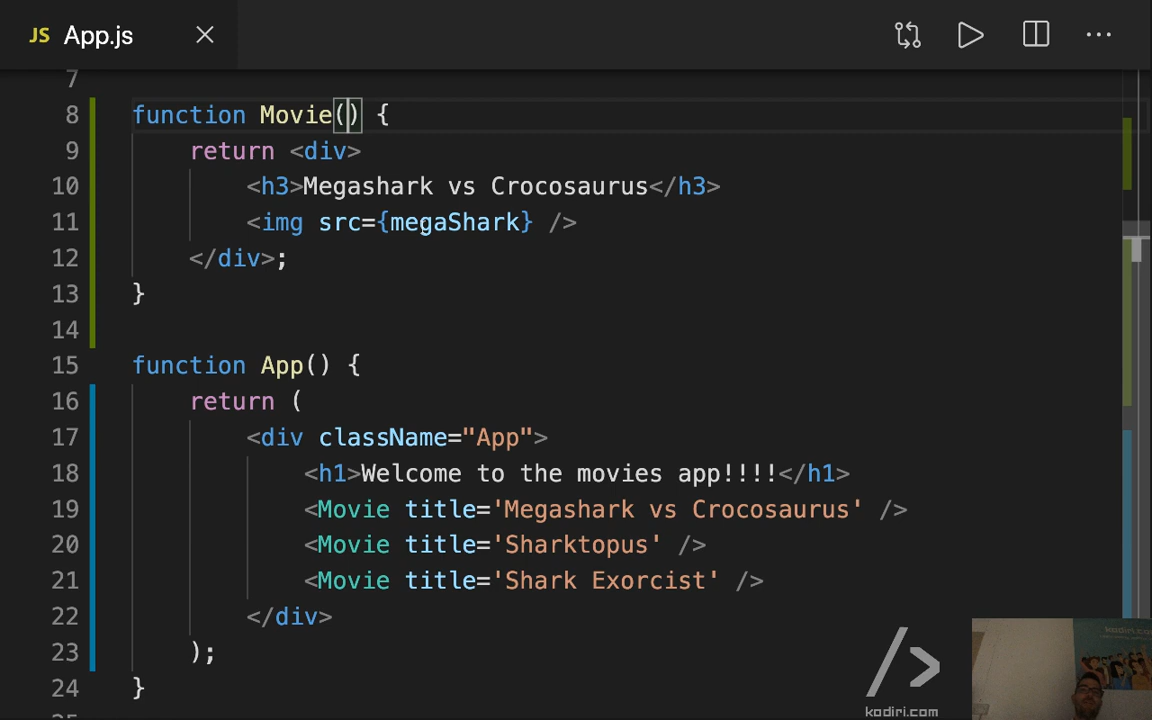 JS App.js
7
8 function Movie() {
9 return <div>
10 <h3>Megashark vs Crocosaurus</h3>
11 <img src={megaShark} />
12 </div>;
13 }
14
15 function App() {
16 return (
17 <div className="App">
18 <h1>Welcome to the movies app!!!!</h1>
19 <Movie title='Megashark vs Crocosaurus' />
20 <Movie title='Sharktopus' />
21 <Movie title='Shark Exorcist' />
22 </div>
23 );
24 }
/>
kodiri.com